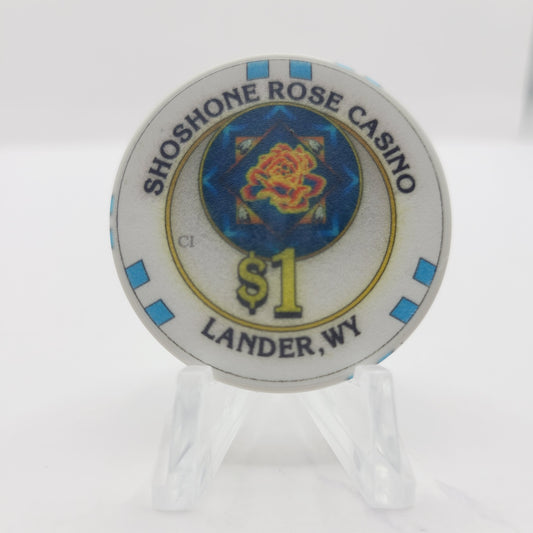 SHOSHONE ROSE CASINO
CI
$1
LANDER, WY